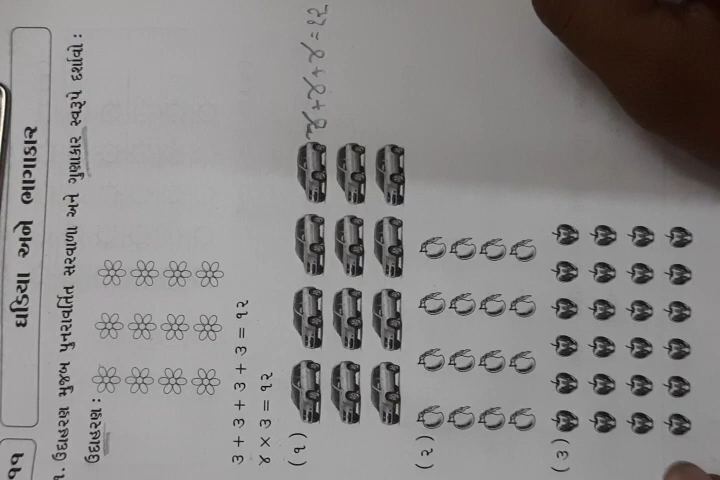 ૧૧
ઘડિયા અને ભાગાકાર
૧. ઉદાહરણ મુજબ પુનરાવર્તિત સરવાળા અને ગુણાકાર સ્વરૂપે દર્શાવો :
ઉદાહરણ :
૩ + ૩ + ૩ + ૩ = ૧૨
૪ × ૩ = ૧૨
(૧)
૪+૪+૪=૧૨
(૨)
(૩)